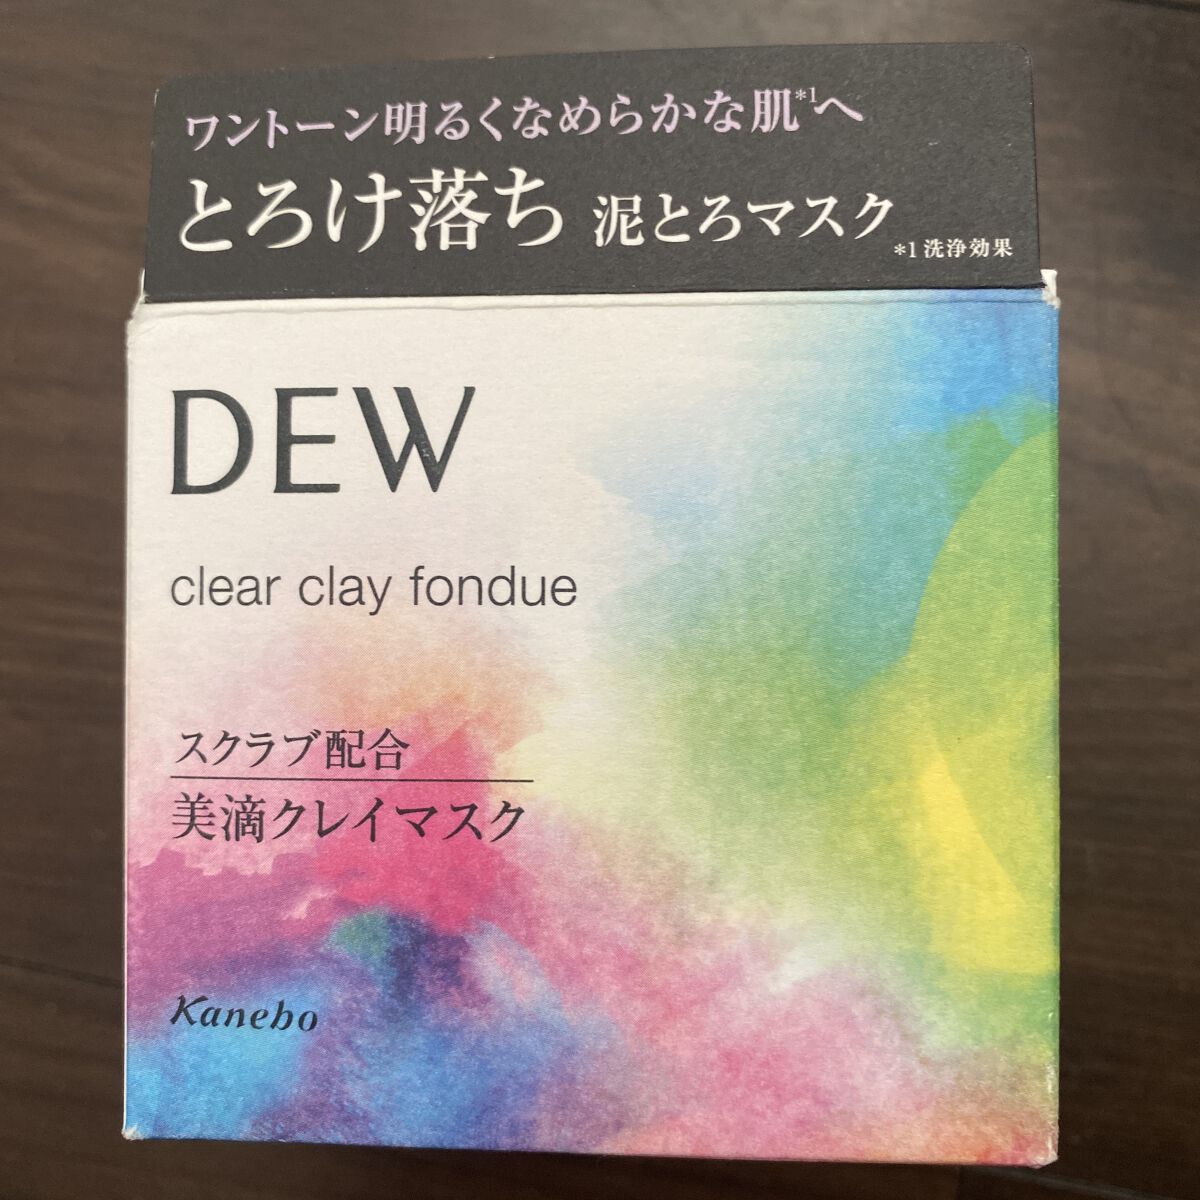 ワントーン明るくなめらかな肌*1へ
とろけ落ち 泥とろマスク
*1 洗浄効果
DEW
clear clay fondue
スクラブ配合
美滴クレイマスク
Kanebo